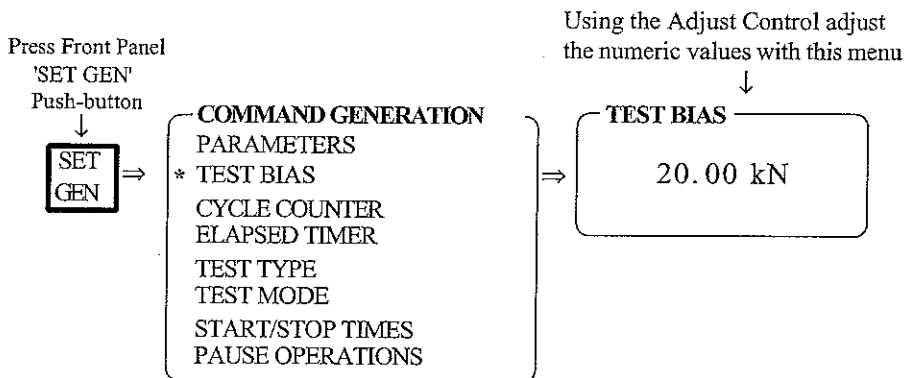 Press Front Panel
'SET GEN'
Push-button
↓
SET
GEN
⇒
COMMAND GENERATION
PARAMETERS
* TEST BIAS
CYCLE COUNTER
ELAPSED TIMER
TEST TYPE
TEST MODE
START/STOP TIMES
PAUSE OPERATIONS
⇒
Using the Adjust Control adjust
the numeric values with this menu
↓
TEST BIAS
20.00 kN